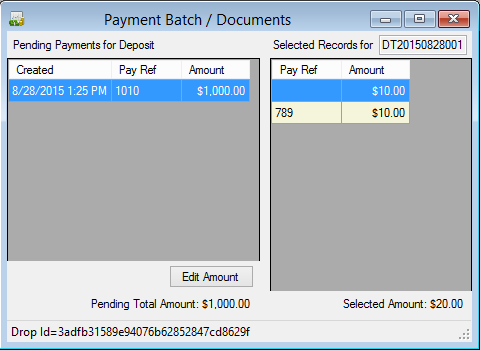 Payment Batch / Documents
Pending Payments for Deposit
Selected Records for DT20150828001
Created Pay Ref Amount
8/28/2015 1:25 PM 1010 $1,000.00
Pay Ref Amount
$10.00
789 $10.00
Edit Amount
Pending Total Amount: $1,000.00
Selected Amount: $20.00
Drop Id=3adfb31589e94076b62852847cd8629f